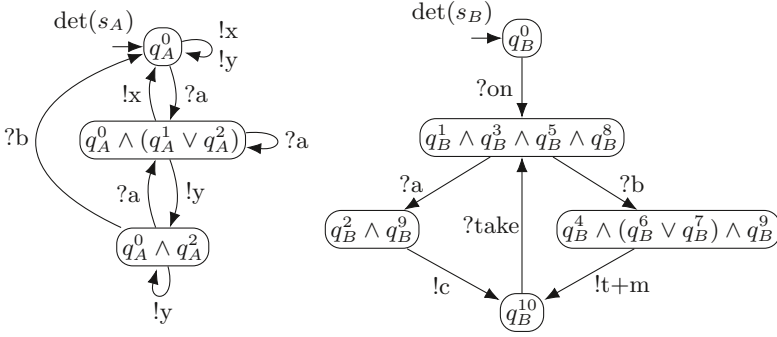 det(s_A)
q_A^0
!x
!y
!x
?a
?b
q_A^0 ∧ (q_A^1 ∨ q_A^2)
?a
?a
!y
q_A^0 ∧ q_A^2
!y
det(s_B)
q_B^0
?on
q_B^1 ∧ q_B^3 ∧ q_B^5 ∧ q_B^8
?a
?b
?take
q_B^2 ∧ q_B^9
q_B^4 ∧ (q_B^6 ∨ q_B^7) ∧ q_B^9
!c
!t+m
q_B^10